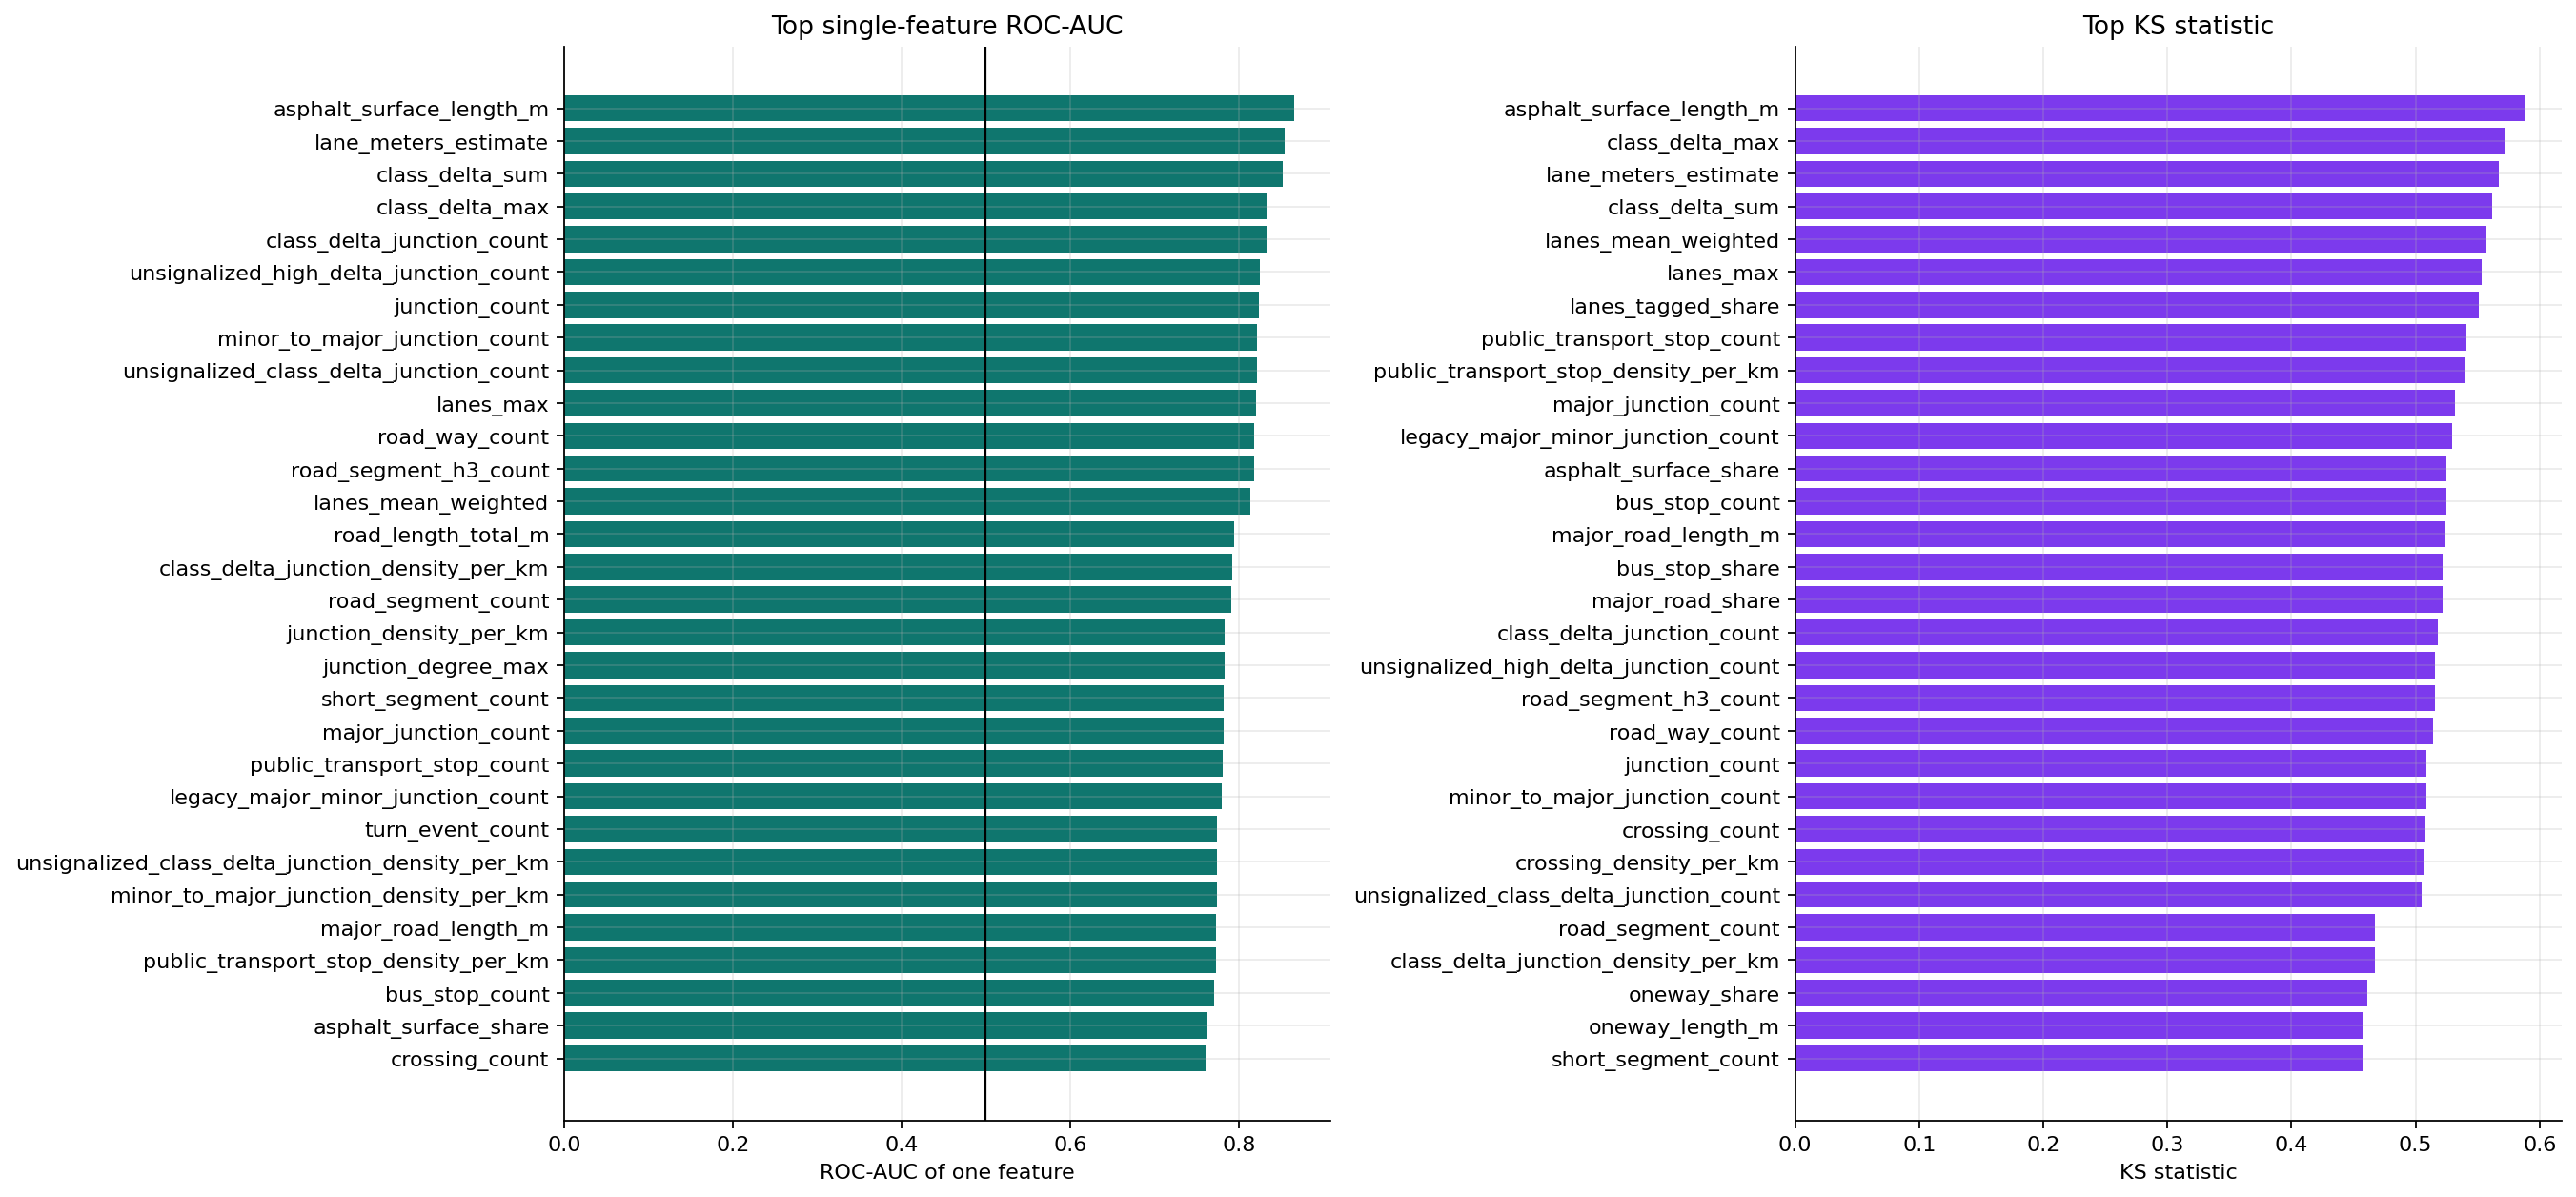 Top single-feature ROC-AUC
asphalt_surface_length_m
lane_meters_estimate
class_delta_sum
class_delta_max
class_delta_junction_count
unsignalized_high_delta_junction_count
junction_count
minor_to_major_junction_count
unsignalized_class_delta_junction_count
lanes_max
road_way_count
road_segment_h3_count
lanes_mean_weighted
road_length_total_m
class_delta_junction_density_per_km
road_segment_count
junction_density_per_km
junction_degree_max
short_segment_count
major_junction_count
public_transport_stop_count
legacy_major_minor_junction_count
turn_event_count
unsignalized_class_delta_junction_density_per_km
minor_to_major_junction_density_per_km
major_road_length_m
public_transport_stop_density_per_km
bus_stop_count
asphalt_surface_share
crossing_count
0.0 0.2 0.4 0.6 0.8
ROC-AUC of one feature
Top KS statistic
asphalt_surface_length_m
class_delta_max
lane_meters_estimate
class_delta_sum
lanes_mean_weighted
lanes_max
lanes_tagged_share
public_transport_stop_count
public_transport_stop_density_per_km
major_junction_count
legacy_major_minor_junction_count
asphalt_surface_share
bus_stop_count
major_road_length_m
bus_stop_share
major_road_share
class_delta_junction_count
unsignalized_high_delta_junction_count
road_segment_h3_count
road_way_count
junction_count
minor_to_major_junction_count
crossing_count
crossing_density_per_km
unsignalized_class_delta_junction_count
road_segment_count
class_delta_junction_density_per_km
oneway_share
oneway_length_m
short_segment_count
0.0 0.1 0.2 0.3 0.4 0.5 0.6
KS statistic